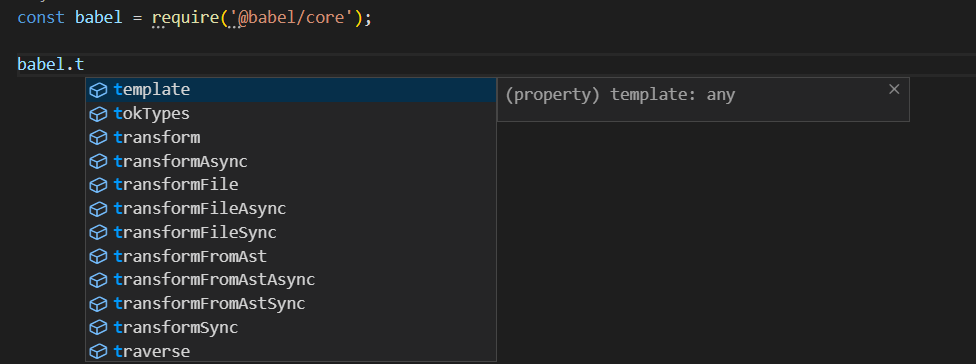 const babel = require('@babel/core');
babel.t
template
(property) template: any
tokTypes
transform
transformAsync
transformFile
transformFileAsync
transformFileSync
transformFromAst
transformFromAstAsync
transformFromAstSync
transformSync
traverse